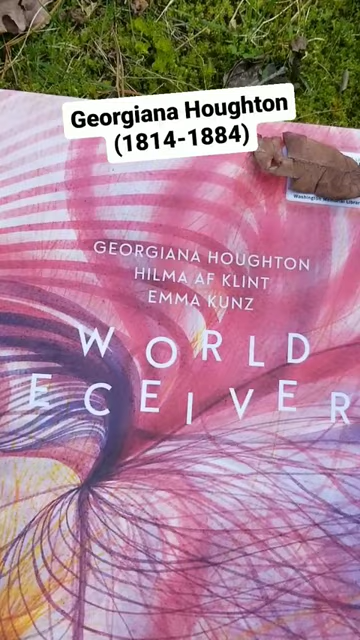 Georgiana Houghton
(1814-1884)
GEORGIANA HOUGHTON
HILMA AF KLINT
EMMA KUNZ
WORLD
ECEIVER